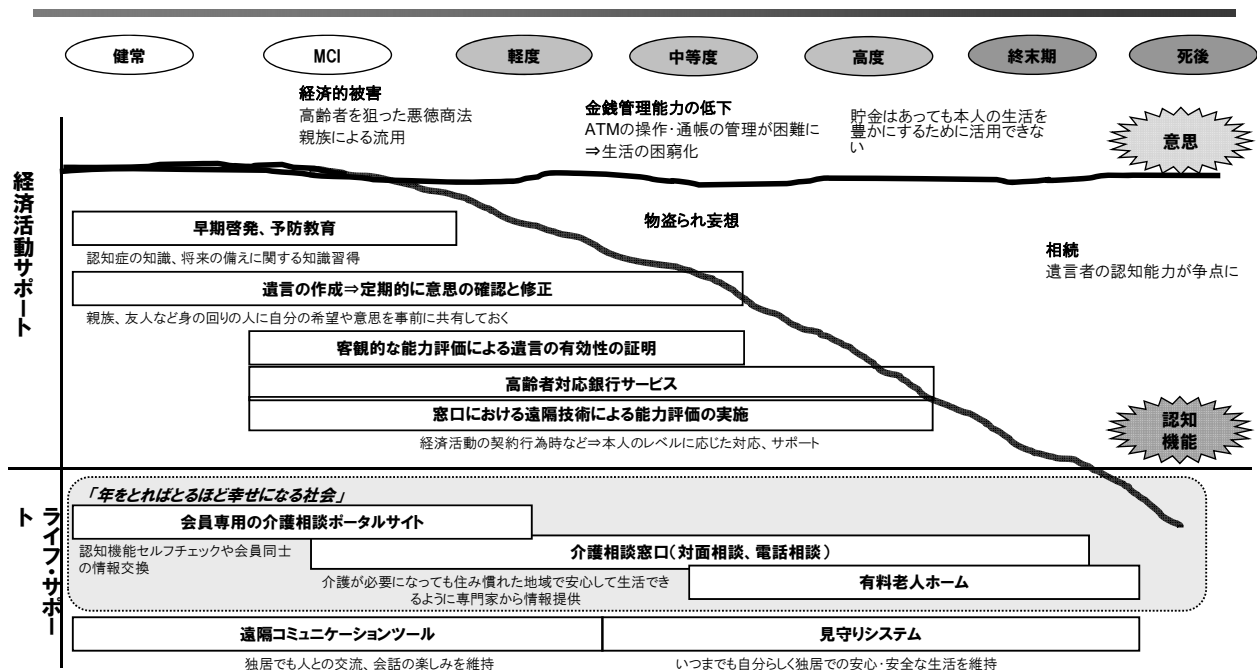 健常
MCI
軽度
中等度
高度
終末期
死後
経済的被害
高齢者を狙った悪徳商法
親族による流用
金銭管理能力の低下
ATMの操作・通帳の管理が困難に
⇒生活の困窮化
貯金はあっても本人の生活を
豊かにするために活用できな
い
意思
経済活動サポート
早期啓発、予防教育
認知症の知識、将来の備えに関する知識習得
物盗られ妄想
相続
遺言者の認知能力が争点に
遺言の作成⇒定期的に意思の確認と修正
親族、友人など身の回りの人に自分の希望や意思を事前に共有しておく
客観的な能力評価による遺言の有効性の証明
高齢者対応銀行サービス
窓口における遠隔技術による能力評価の実施
経済活動の契約行為時など⇒本人のレベルに応じた対応、サポート
認知
機能
ライフ・サポー
ト
「年をとればとるほど幸せになる社会」
会員専用の介護相談ポータルサイト
認知機能セルフチェックや会員同士
の情報交換
介護相談窓口(対面相談、電話相談)
介護が必要になっても住み慣れた地域で安心して生活でき
るように専門家から情報提供
有料老人ホーム
遠隔コミュニケーションツール
独居でも人との交流、会話の楽しみを維持
見守りシステム
いつまでも自分らしく独居での安心・安全な生活を維持